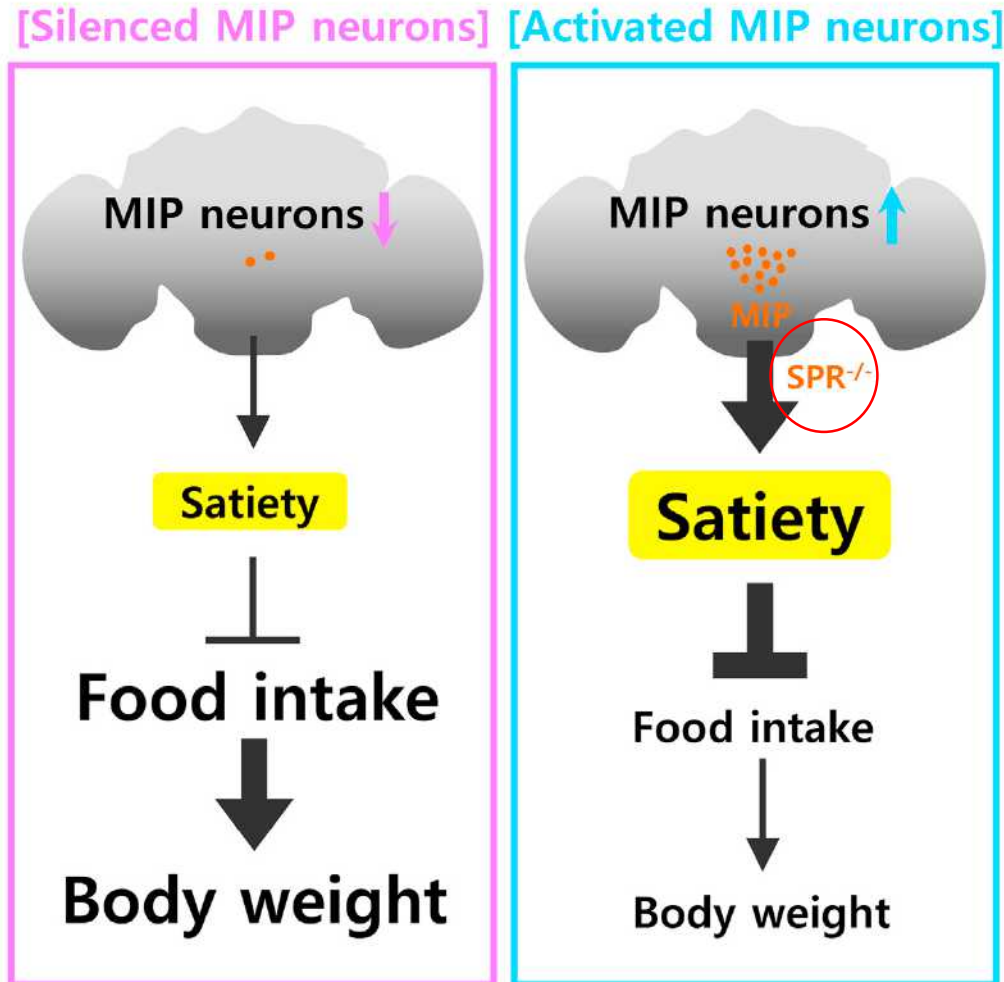 [Silenced MIP neurons]
MIP neurons
Satiety
Food intake
Body weight
[Activated MIP neurons]
MIP neurons
MIP
SPR-/-
Satiety
Food intake
Body weight